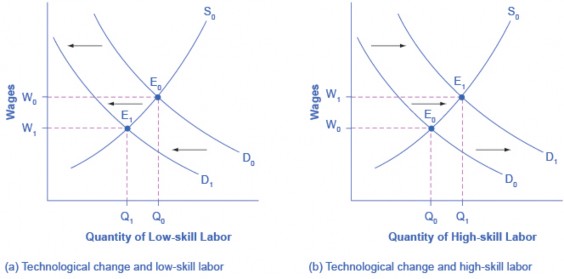 S₀
Wages
W₀
E₀
W₁
E₁
D₀
D₁
Q₁ Q₀
Quantity of Low-skill Labor
(a) Technological change and low-skill labor
S₀
Wages
W₁
E₁
W₀
E₀
D₁
D₀
Q₀ Q₁
Quantity of High-skill Labor
(b) Technological change and high-skill labor